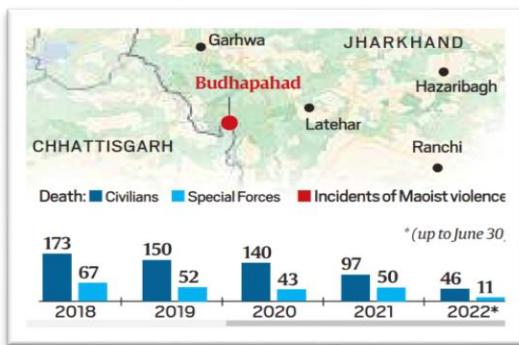 Garhwa
JHARKHAND
Budhapahad
Hazaribagh
Latehar
CHHATTISGARH
Ranchi
Death: Civilians Special Forces Incidents of Maoist violence
*(up to June 30)
173 67 150 52 140 43 97 50 46 11
2018 2019 2020 2021 2022*